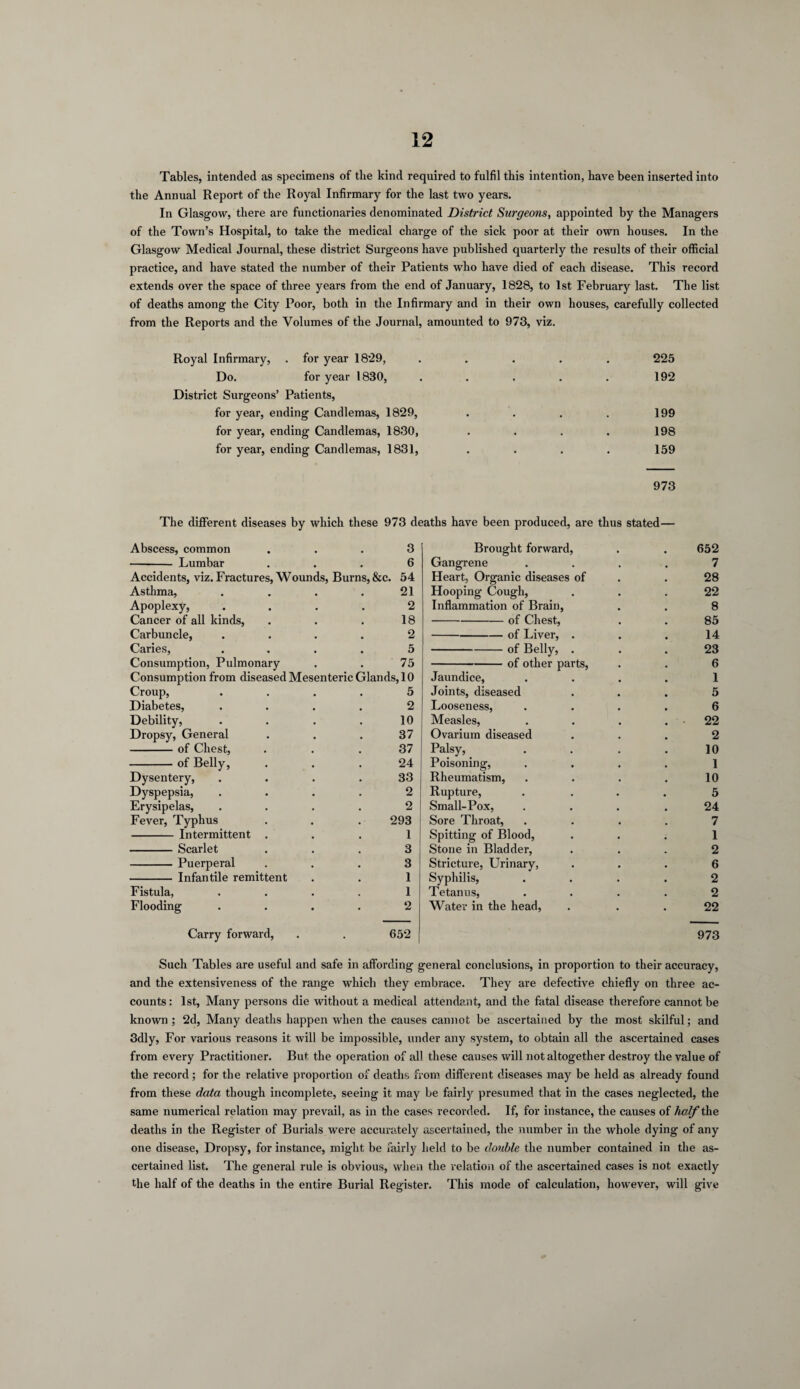 12
Tables, intended as specimens of the kind required to fulfil this intention, have been inserted into
the Annual Report of the Royal Infirmary for the last two years.
In Glasgow, there are functionaries denominated District Surgeons, appointed by the Managers
of the Town's Hospital, to take the medical charge of the sick poor at their own houses. In the
Glasgow Medical Journal, these district Surgeons have published quarterly the results of their official
practice, and have stated the number of their Patients who have died of each disease. This record
extends over the space of three years from the end of January, 1828, to 1st February last. The list
of deaths among the City Poor, both in the Infirmary and in their own houses, carefully collected
from the Reports and the Volumes of the Journal, amounted to 973, viz.
Royal Infirmary, . for year 1829, . . . . . 225
Do. for year 1830, . . . . . 192
District Surgeons' Patients,
for year, ending Candlemas, 1829, . . . . 199
for year, ending Candlemas, 1830, . . . . 198
for year, ending Candlemas, 1831, . . . . 159
973
The different diseases by which these 973 deaths have been produced, are thus stated—
Abscess, common . . . 3
——— Lumbar . . . 6
Accidents, viz. Fractures, Wounds, Burns, &c. 54
Asthma, . . . . 21
Apoplexy, . . . . 2
Cancer of all kinds, . . . 18
Carbuncle, . . . . 2
Caries, . . . . 5
Consumption, Pulmonary . . 75
Consumption from diseased Mesenteric Glands, 10
Croup, . . . . 5
Diabetes, . . . . 2
Debility, . . . . 10
Dropsy, General . . . 37
——— of Chest, . . . 37
——— of Belly, . . . 24
Dysentery, . . . . 33
Dyspepsia, . . . . 2
Erysipelas, . . . . 2
Fever, Typhus . . . 293
——— Intermittent . . . 1
——— Scarlet . . . 3
——— Puerperal . . . 3
——— Infantile remittent . . 1
Fistula, . . . . 1
Flooding . . . . 2
Carry forward, . . 652
Brought forward, . . 652
Gangrene . . . . 7
Heart, Organic diseases of . . 28
Hooping Cough, . . . 22
Inflammation of Brain, . . 8
——— of Chest, . . 85
——— of Liver, . . . 14
——— of Belly, . . . 23
——— of other parts, . . 6
Jaundice, . . . . 1
Joints, diseased . . . 5
Looseness, . . . . 6
Measles, . . . . 22
Ovarium diseased . . . 2
Palsy, . . . . 10
Poisoning, . . . . 1
Rheumatism, . . . . 10
Rupture, . . . . 5
Small-Pox, . . . . 24
Sore Throat, . . . . 7
Spitting of Blood, . . . 1
Stone in Bladder, . . . 2
Stricture, Urinary, . . . 6
Syphilis, . . . . 2
Tetanus, . . . . 2
Water in the head, . . . 22
973
Such Tables are useful and safe in affording general conclusions, in proportion to their accuracy,
and the extensiveness of the range which they embrace. They are defective chiefly on three ac-
counts: 1st, Many persons die without a medical attendant, and the fatal disease therefore cannot be
known; 2d, Many deaths happen when the causes cannot be ascertained by the most skilful; and
3dly, For various reasons it will be impossible, under any system, to obtain all the ascertained cases
from every Practitioner. But the operation of all these causes will not altogether destroy the value of
the record; for the relative proportion of deaths from different diseases may be held as already found
from these data though incomplete, seeing it may be fairly presumed that in the cases neglected, the
same numerical relation may prevail, as in the cases recorded. If, for instance, the causes of half the
deaths in the Register of Burials were accurately ascertained, the number in the whole dying of any
one disease, Dropsy, for instance, might be fairly held to be double the number contained in the as-
certained list. The general rule is obvious, when the relation of the ascertained cases is not exactly
the half of the deaths in the entire Burial Register. This mode of calculation, however, will give